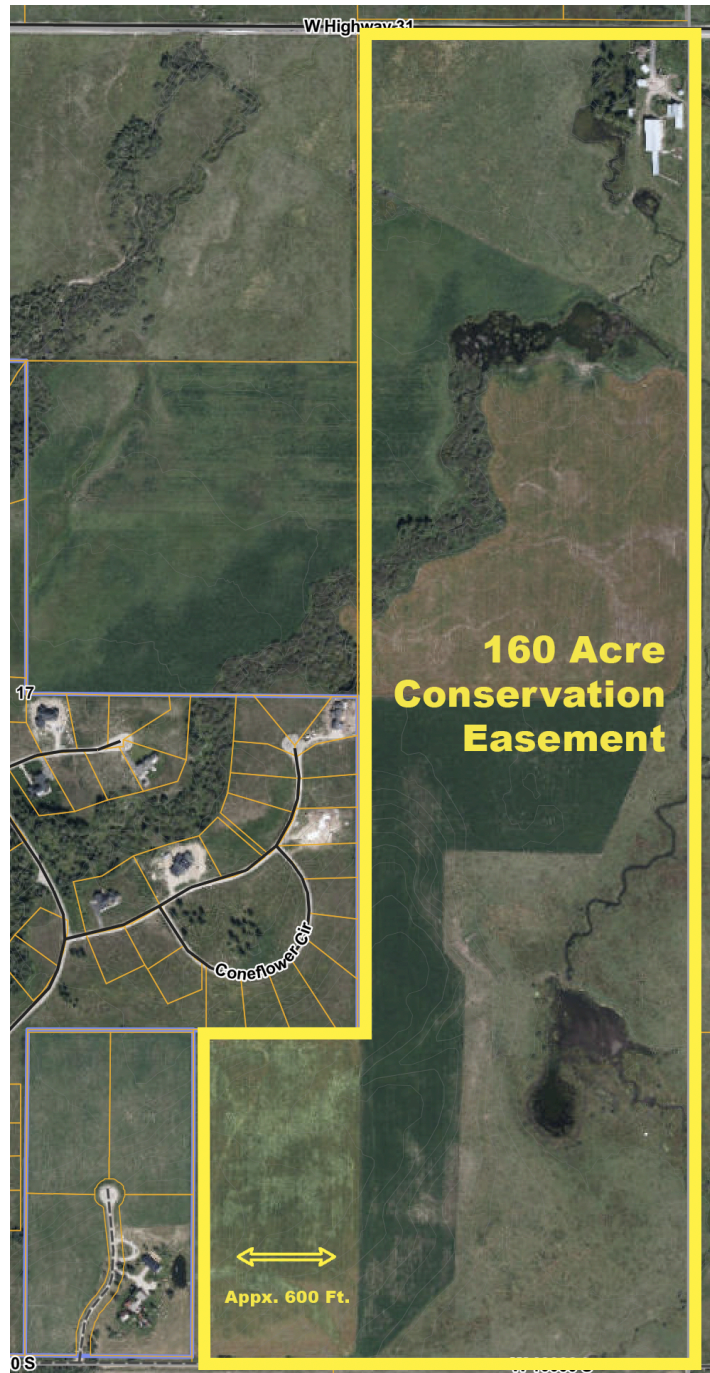 W Highway 31
160 Acre
Conservation
Easement
17
Coneflower Cir
Appx. 600 Ft.
0 S